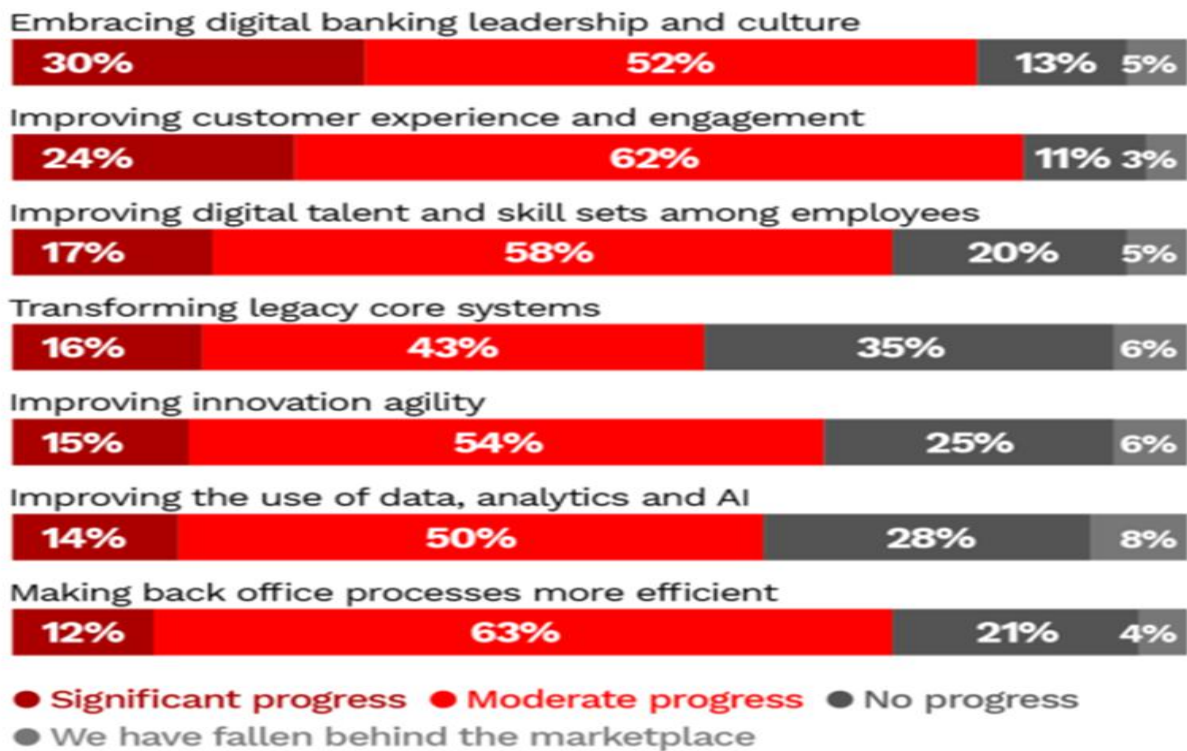 Embracing digital banking leadership and culture
30% 52% 13% 5%
Improving customer experience and engagement
24% 62% 11% 3%
Improving digital talent and skill sets among employees
17% 58% 20% 5%
Transforming legacy core systems
16% 43% 35% 6%
Improving innovation agility
15% 54% 25% 6%
Improving the use of data, analytics and AI
14% 50% 28% 8%
Making back office processes more efficient
12% 63% 21% 4%
Significant progress Moderate progress No progress
We have fallen behind the marketplace